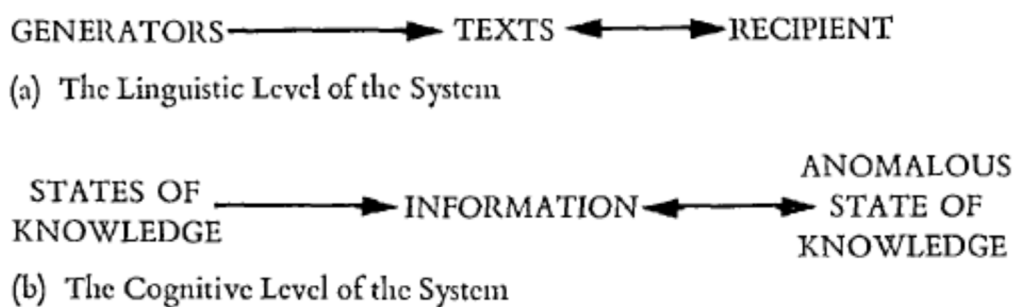 GENERATORS TEXTS RECIPIENT
(a) The Linguistic Level of the System
STATES OF
KNOWLEDGE
INFORMATION
ANOMALOUS
STATE OF
KNOWLEDGE
(b) The Cognitive Level of the System